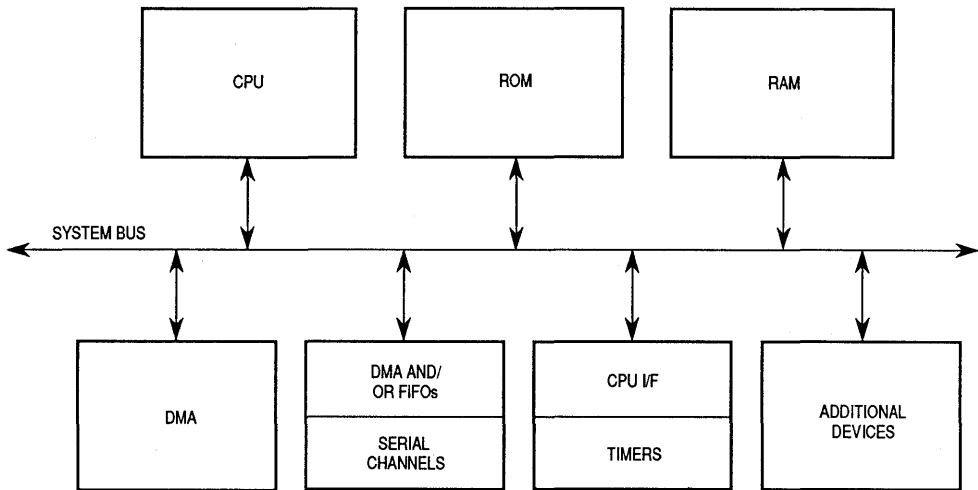 CPU
ROM
RAM
SYSTEM BUS
DMA
DMA AND/
OR FIFOs
SERIAL
CHANNELS
CPU I/F
TIMERS
ADDITIONAL
DEVICES